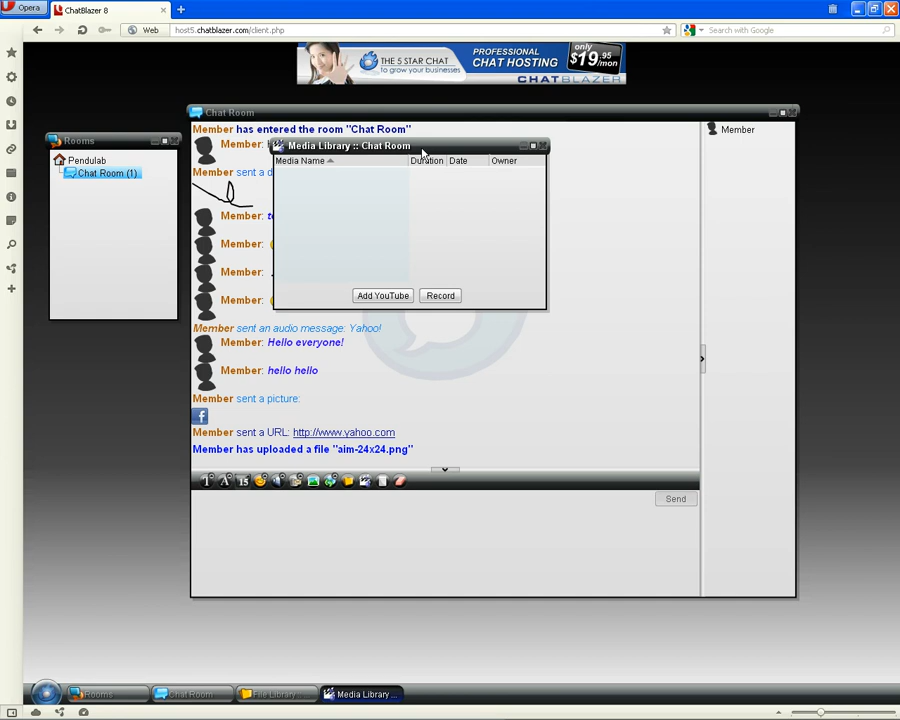 Opera
ChatBlazer 8
Web
host5.chatblazer.com/client.php
Search with Google
THE 5 STAR CHAT
to grow your businesses
PROFESSIONAL
CHAT HOSTING
only
$19.95
/mon
CHATBLAZER
Chat Room
Rooms
Pendulab
Chat Room (1)
Member has entered the room "Chat Room"
Member
Member:
Media Library :: Chat Room
Media Name
Duration
Date
Owner
Member sent a d
Member:
Member:
Member:
Member:
Add YouTube
Record
Member sent an audio message: Yahoo!
Member: Hello everyone!
Member: hello hello
Member sent a picture:
f
Member sent a URL: http://www.yahoo.com
Member has uploaded a file "aim-24x24.png"
T
A
15
Send
Rooms
Chat Room
File Library...
Media Library ...